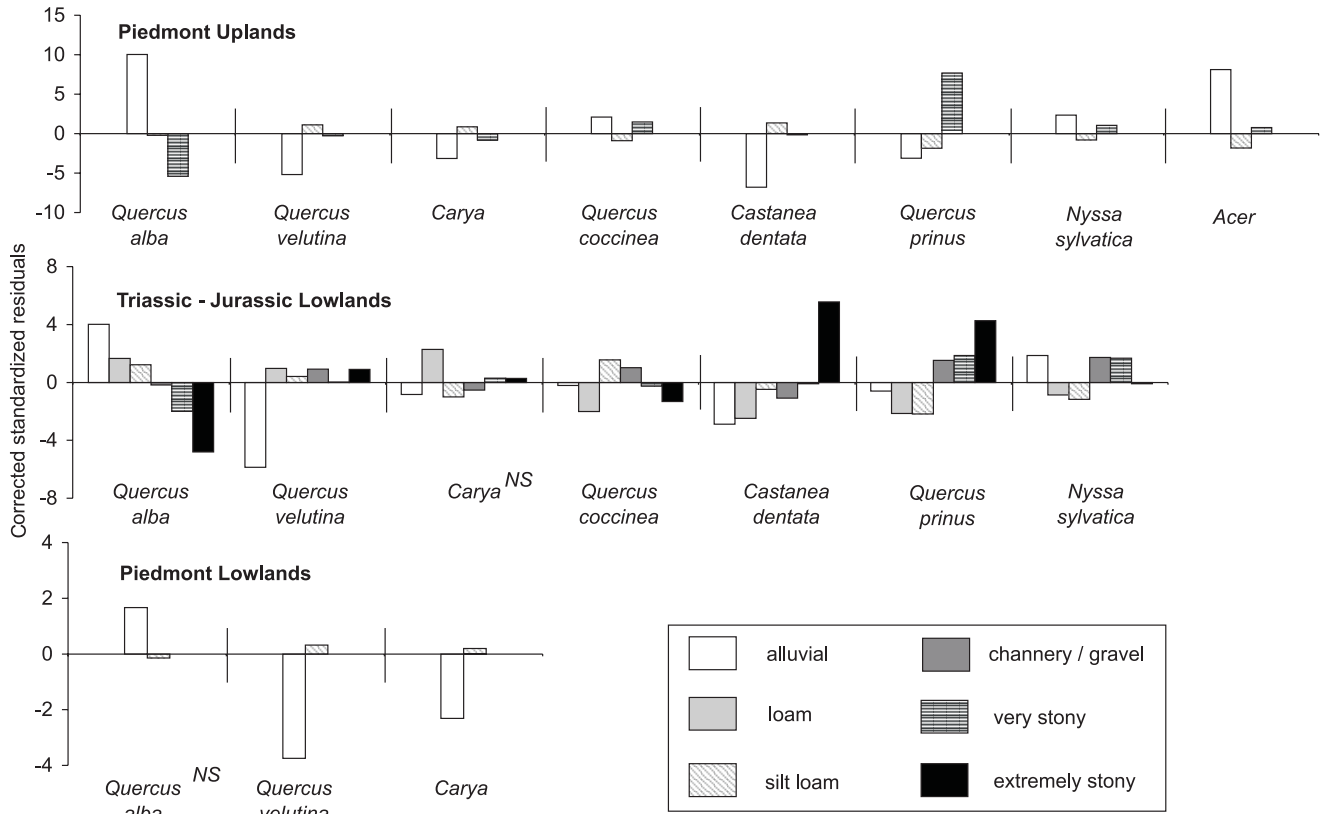 Corrected standardized residuals
15
Piedmont Uplands
10
5
0
-5
-10
Quercus alba
Quercus velutina
Carya
Quercus coccinea
Castanea dentata
Quercus prinus
Nyssa sylvatica
Acer
8
Triassic - Jurassic Lowlands
4
0
-4
-8
Quercus alba
Quercus velutina
Carya NS
Quercus coccinea
Castanea dentata
Quercus prinus
Nyssa sylvatica
4
Piedmont Lowlands
2
0
-2
-4
Quercus alba NS
Quercus velutina
Carya
alluvial
loam
silt loam
channery / gravel
very stony
extremely stony